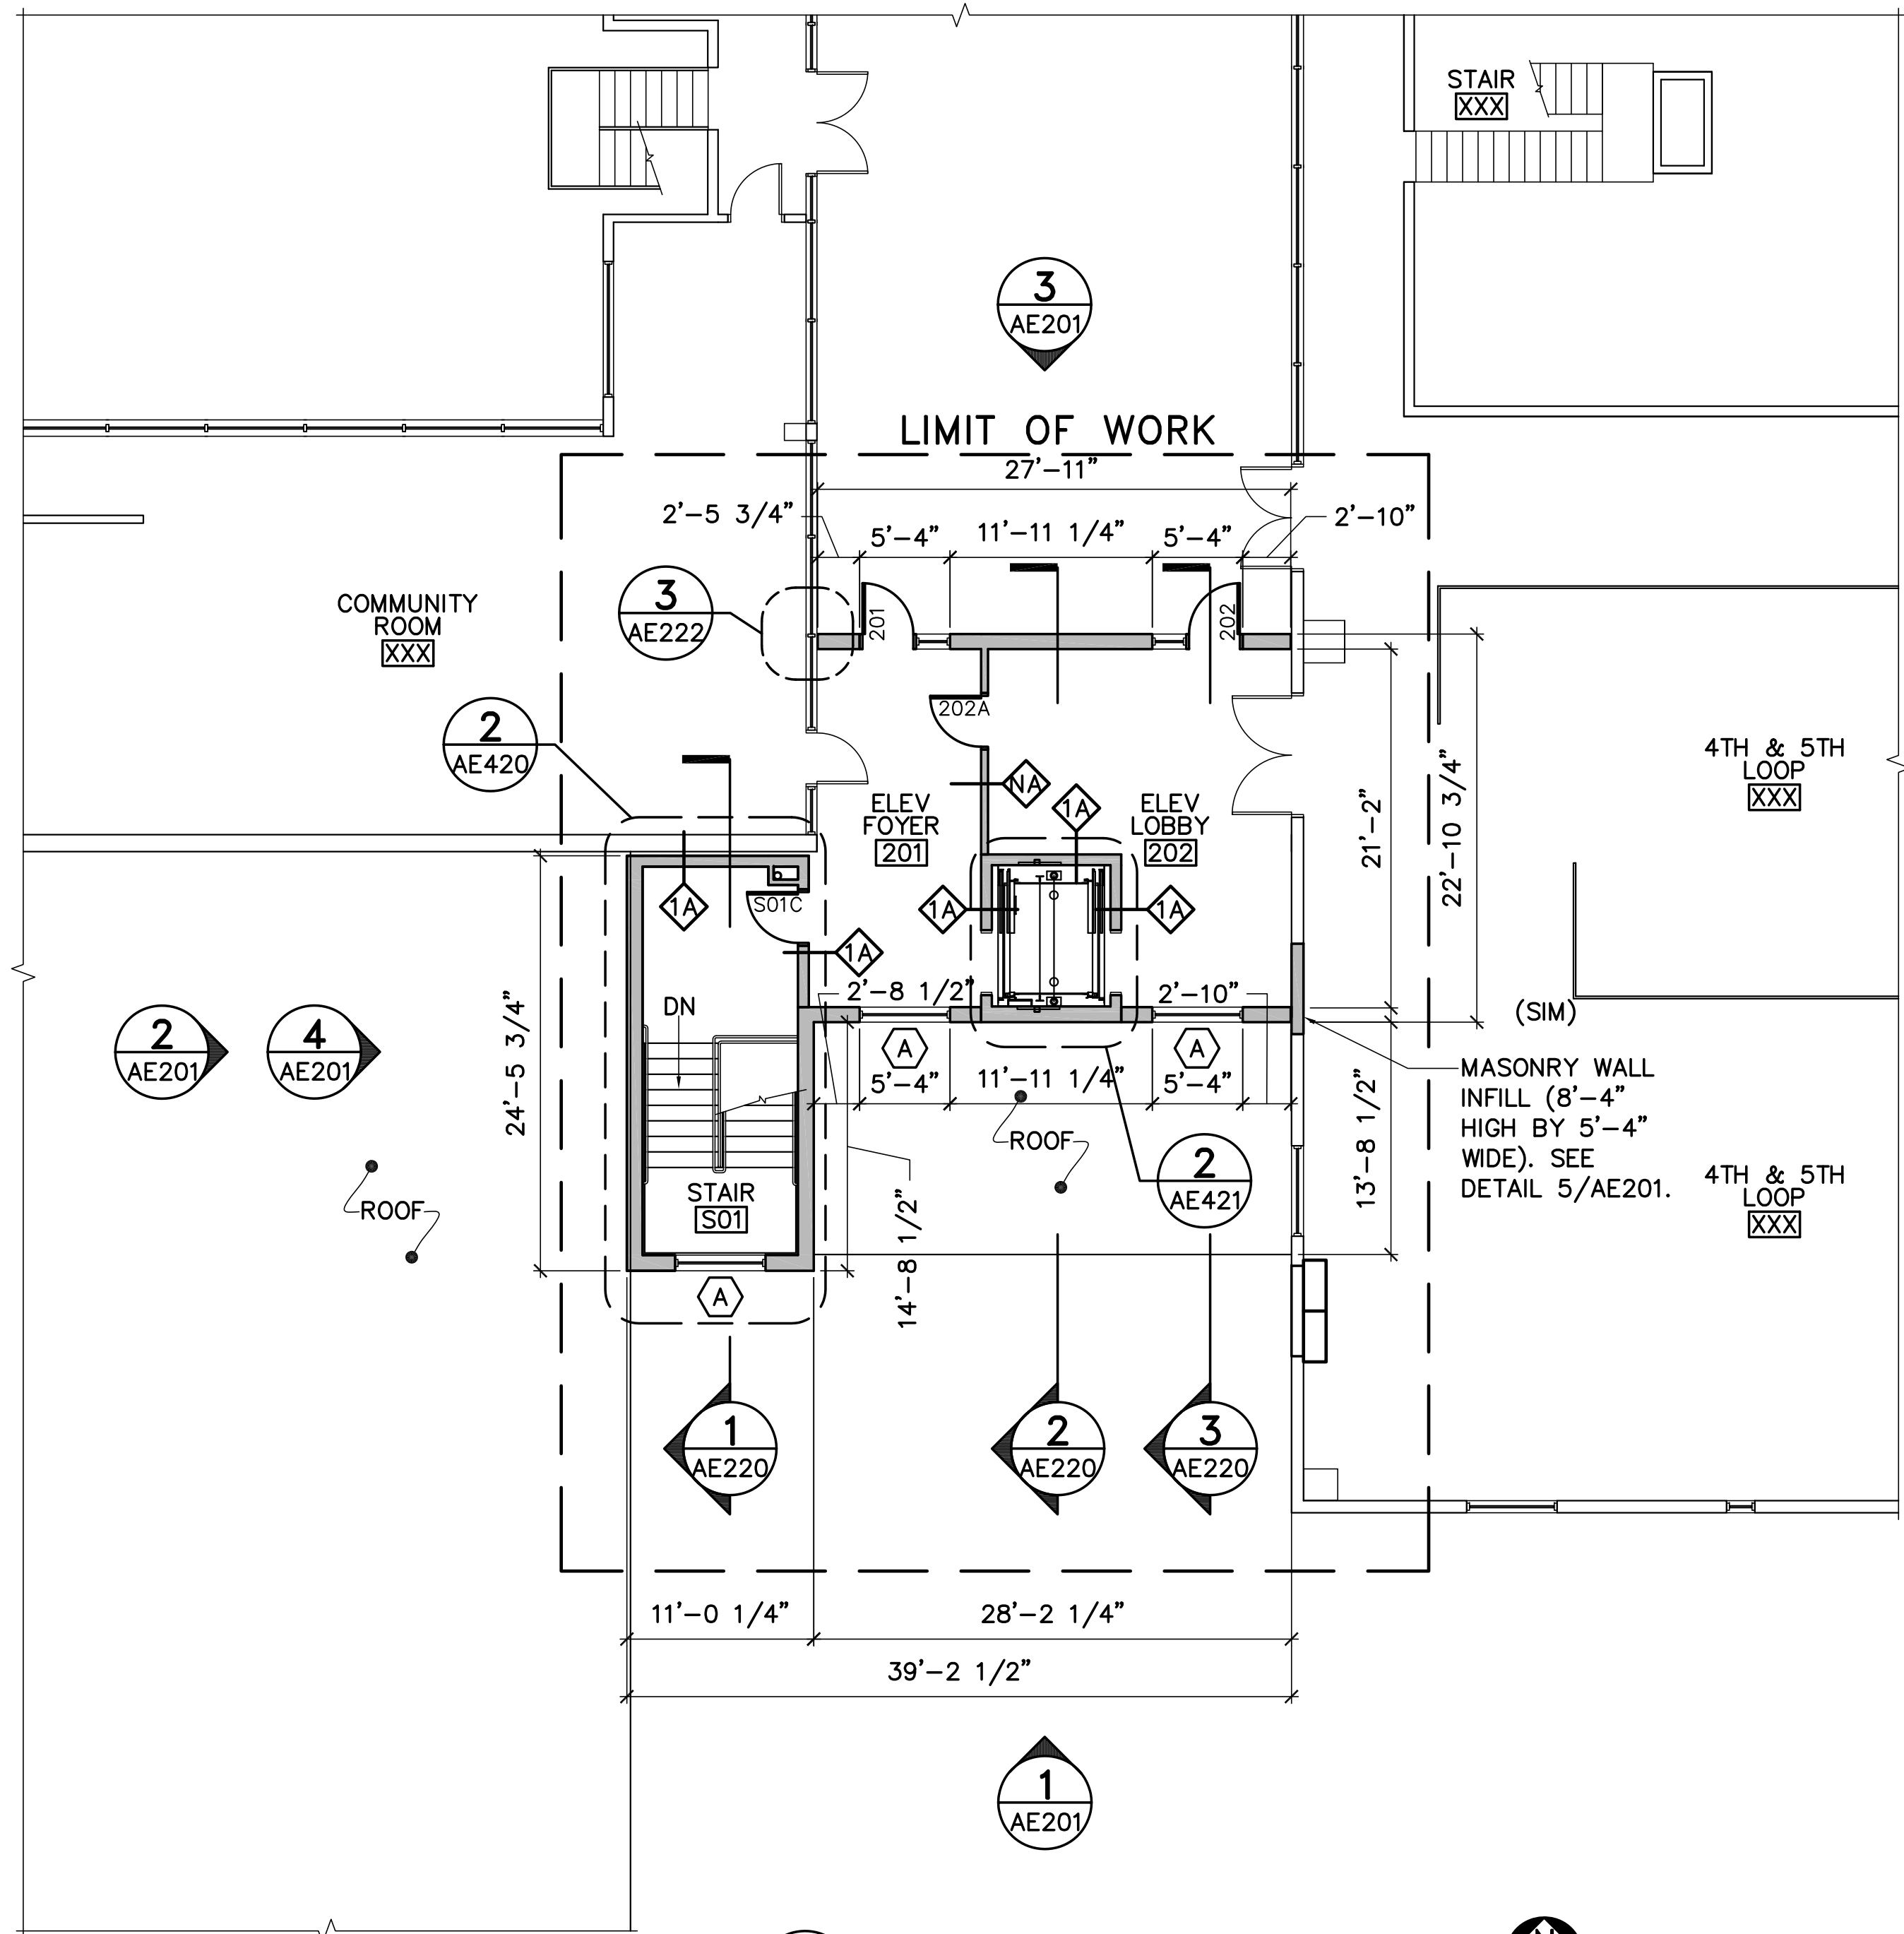 STAIR
XXX
3
AE201
LIMIT OF WORK
27'-11"
2'-5 3/4"
5'-4"
11'-11 1/4"
5'-4"
2'-10"
COMMUNITY
ROOM
XXX
3
AE222
201
202
2
AE420
202A
NA
1A
ELEV
FOYER
201
ELEV
LOBBY
202
21'-2"
22'-10 3/4"
4TH & 5TH
LOOP
XXX
1A
S01C
1A
1A
1A
2'-8 1/2"
2'-10"
DN
24'-5 3/4"
2
AE201
4
AE201
A
A
5'-4"
11'-11 1/4"
5'-4"
(SIM)
MASONRY WALL
INFILL (8'-4"
HIGH BY 5'-4"
WIDE). SEE
DETAIL 5/AE201.
13'-8 1/2"
ROOF
ROOF
2
AE421
4TH & 5TH
LOOP
XXX
STAIR
S01
14'-8 1/2"
A
1
AE220
2
AE220
3
AE220
11'-0 1/4"
28'-2 1/4"
39'-2 1/2"
1
AE201
N